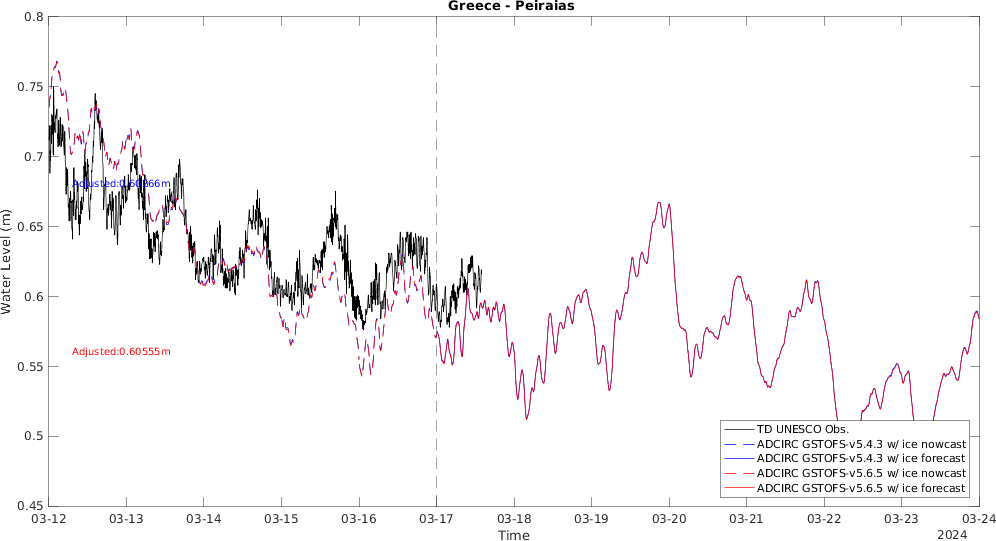 Greece - Peiraias
0.8
0.75
0.7
0.65
0.6
0.55
0.5
0.45
Water Level (m)
Adjusted:0.60266m
Adjusted:0.60555m
TD UNESCO Obs.
ADCIRC GSTOFS-v5.4.3 w/ ice nowcast
ADCIRC GSTOFS-v5.4.3 w/ ice forecast
ADCIRC GSTOFS-v5.6.5 w/ ice nowcast
ADCIRC GSTOFS-v5.6.5 w/ ice forecast
03-12 03-13 03-14 03-15 03-16 03-17 03-18 03-19 03-20 03-21 03-22 03-23 03-24
Time
2024